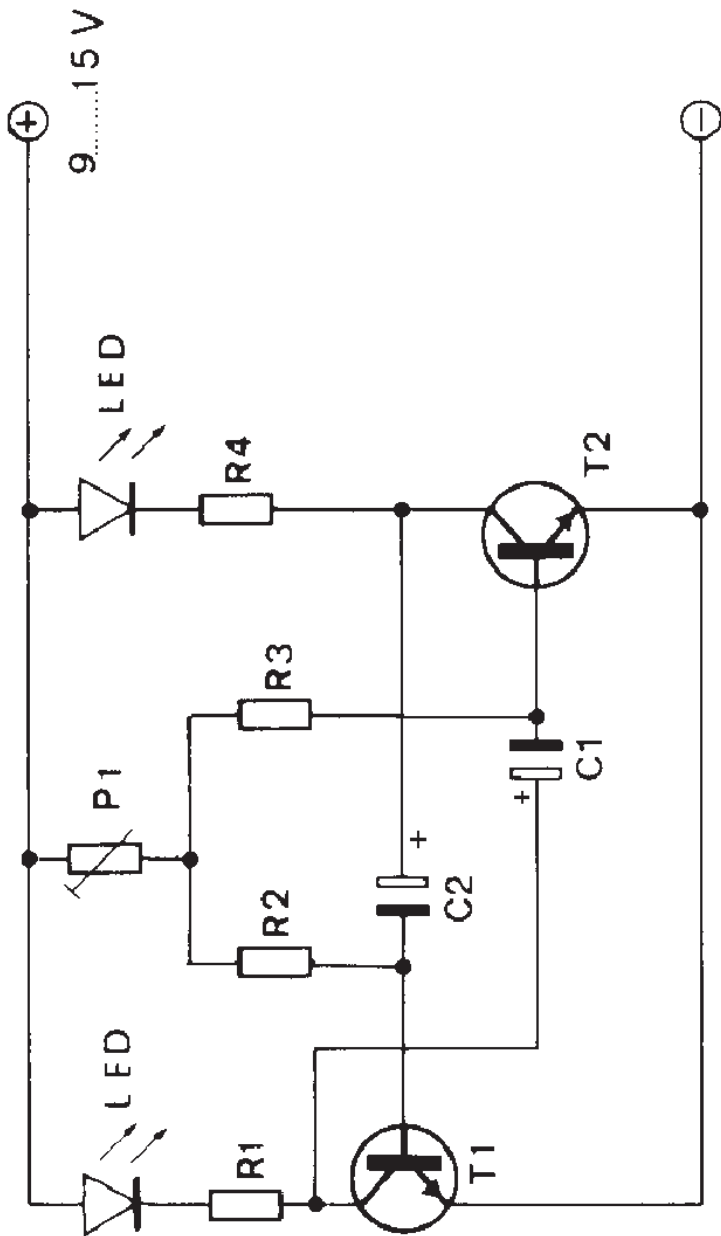 LED
LED
+
9........15 V
P1
R1
R2
R3
R4
+
C2
+
C1
T1
T2
−